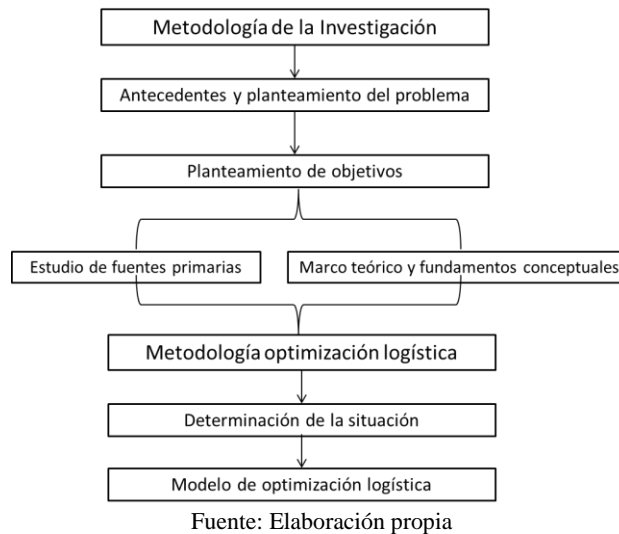 Metodología de la Investigación
Antecedentes y planteamiento del problema
Planteamiento de objetivos
Estudio de fuentes primarias
Marco teórico y fundamentos conceptuales
Metodología optimización logística
Determinación de la situación
Modelo de optimización logística
Fuente: Elaboración propia